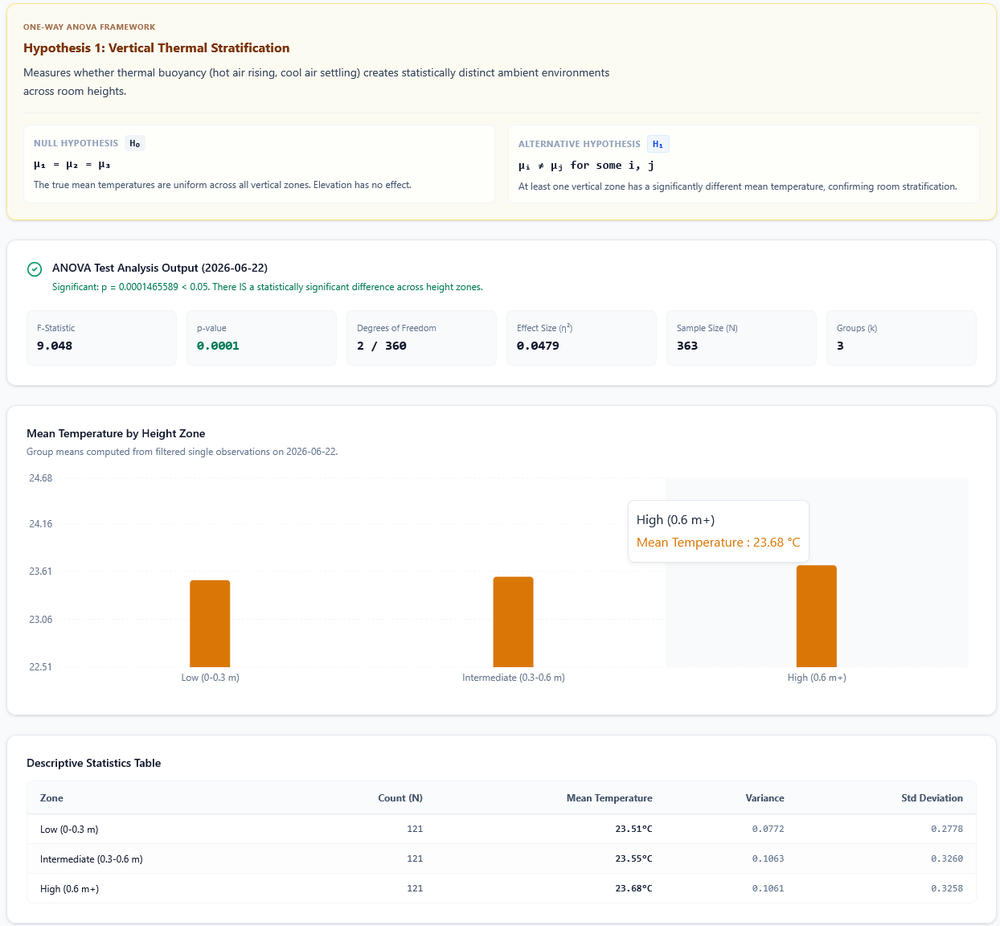 ONE-WAY ANOVA FRAMEWORK
Hypothesis 1: Vertical Thermal Stratification
Measures whether thermal buoyancy (hot air rising, cool air settling) creates statistically distinct ambient environments
across room heights.
NULL HYPOTHESIS H₀
μ₁ = μ₂ = μ₃
The true mean temperatures are uniform across all vertical zones. Elevation has no effect.
ALTERNATIVE HYPOTHESIS H₁
μᵢ ≠ μⱼ for some i, j
At least one vertical zone has a significantly different mean temperature, confirming room stratification.
ANOVA Test Analysis Output (2026-06-22)
Significant: p = 0.0001465589 < 0.05. There IS a statistically significant difference across height zones.
F-Statistic
9.048
p-value
0.0001
Degrees of Freedom
2 / 360
Effect Size (η²)
0.0479
Sample Size (N)
363
Groups (k)
3
Mean Temperature by Height Zone
Group means computed from filtered single observations on 2026-06-22.
24.68
24.16
23.61
23.06
22.51
High (0.6 m+)
Mean Temperature : 23.68 °C
Low (0-0.3 m) Intermediate (0.3-0.6 m) High (0.6 m+)
Descriptive Statistics Table
Zone Count (N) Mean Temperature Variance Std Deviation
Low (0-0.3 m) 121 23.51°C 0.0772 0.2778
Intermediate (0.3-0.6 m) 121 23.55°C 0.1063 0.3260
High (0.6 m+) 121 23.68°C 0.1061 0.3258